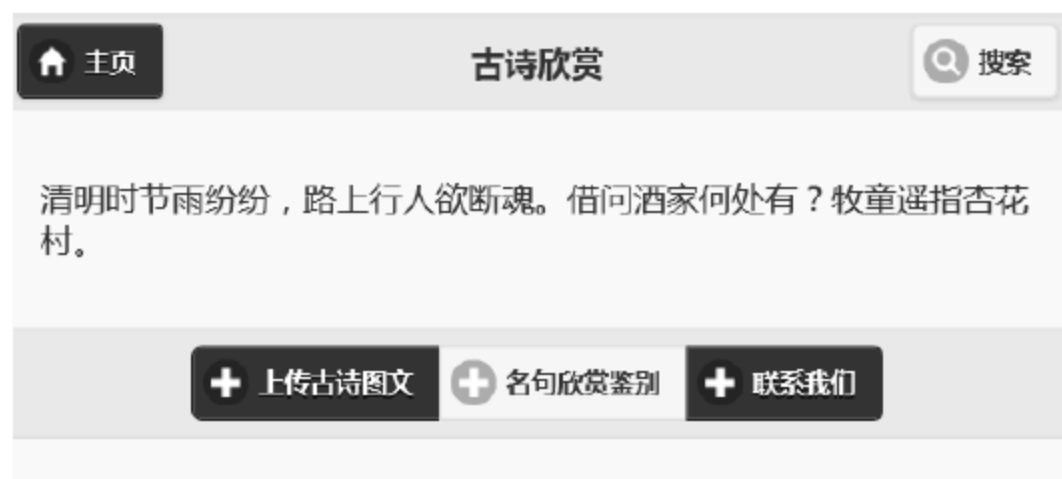 主页 古诗欣赏 搜索
清明时节雨纷纷，路上行人欲断魂。借问酒家何处有？牧童遥指杏花
村。
上传古诗图文 名句欣赏鉴别 联系我们